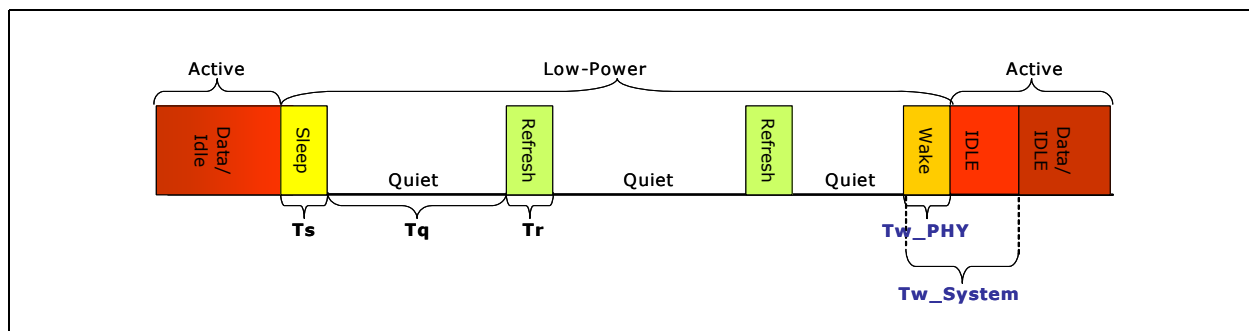 Active
Low-Power
Active
Data/
Idle
Sleep
Refresh
Refresh
Wake
IDLE
Data/
IDLE
Quiet
Quiet
Quiet
Ts
Tq
Tr
Tw_PHY
Tw_System